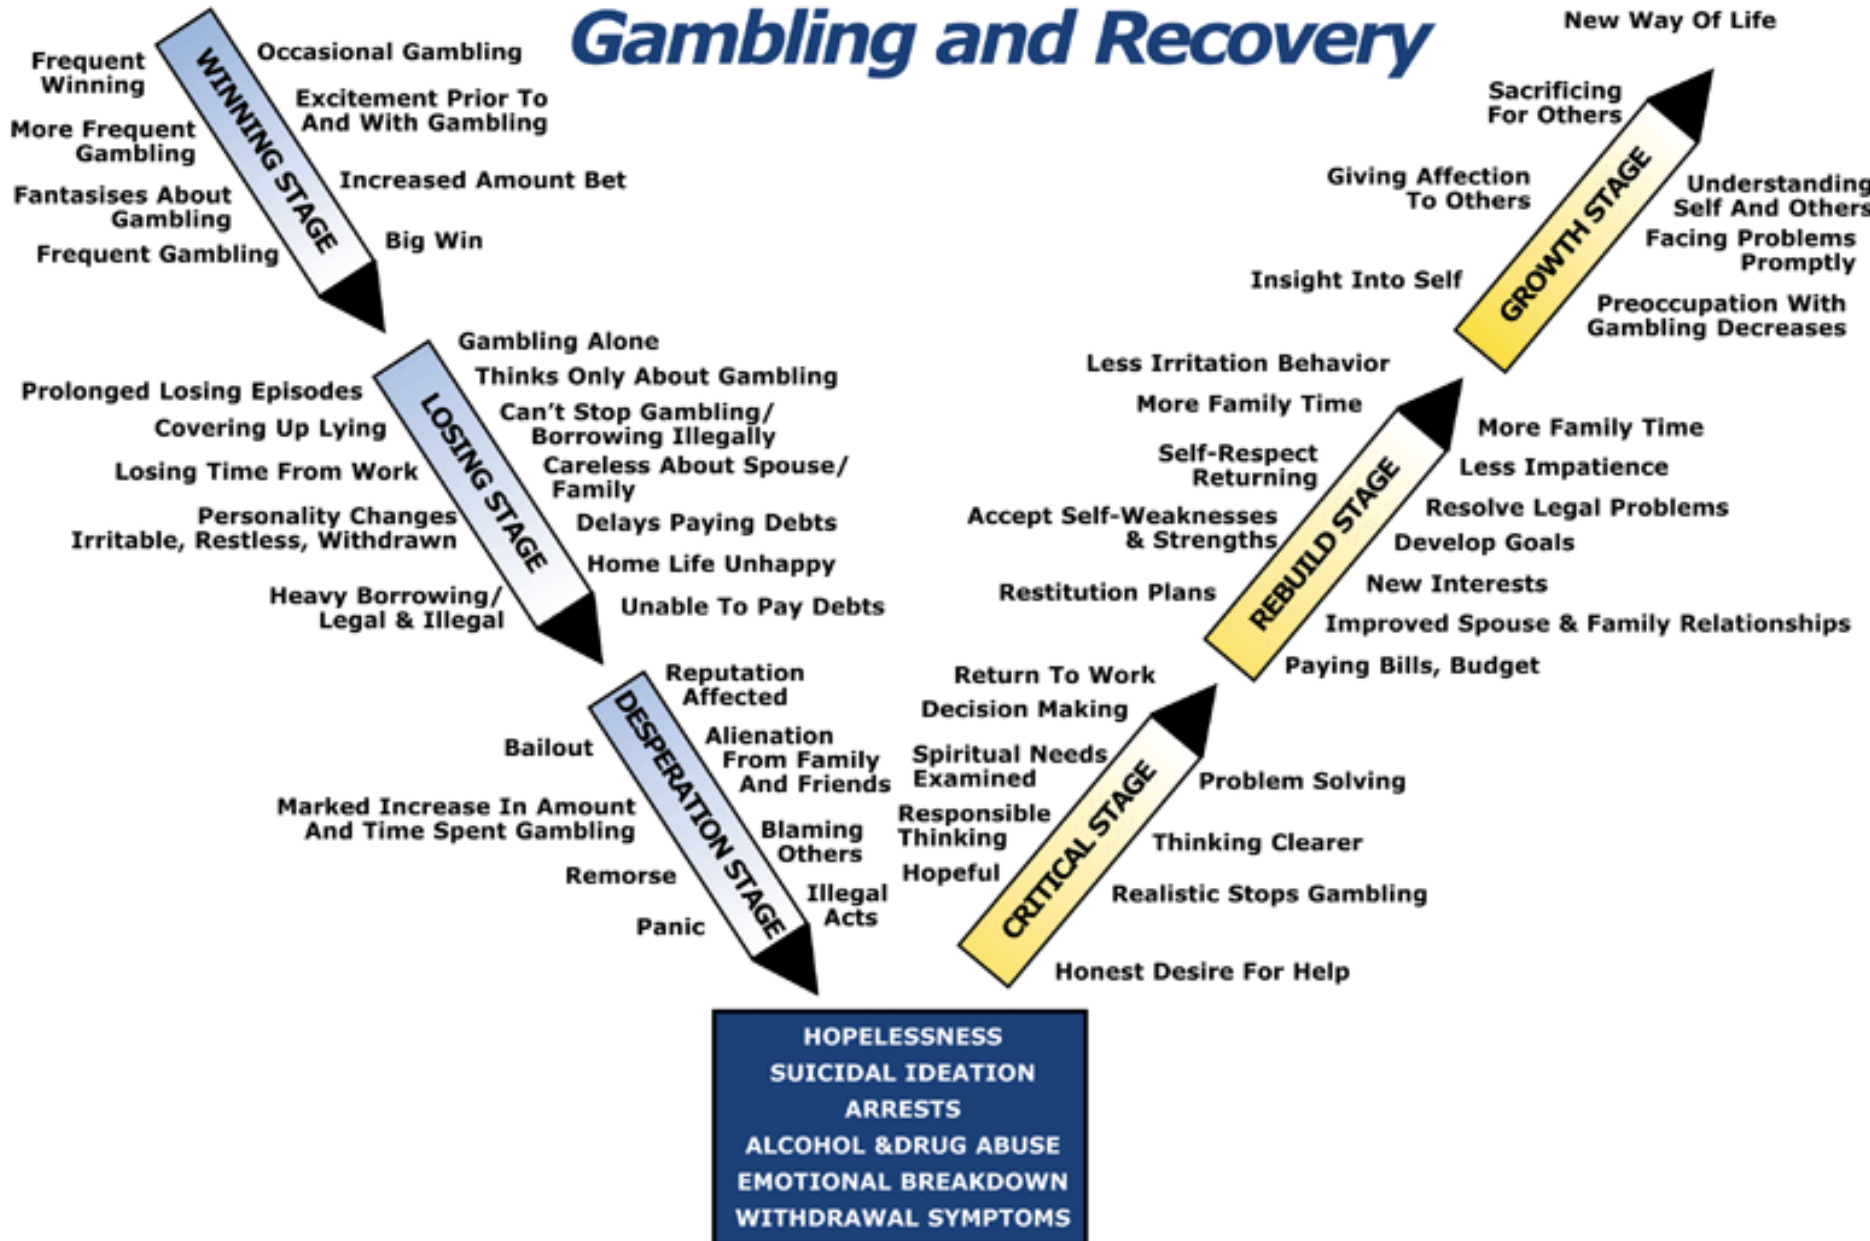 Gambling and Recovery
WINNING STAGE
Frequent
Winning
More Frequent
Gambling
Fantasises About
Gambling
Frequent Gambling
Occasional Gambling
Excitement Prior To
And With Gambling
Increased Amount Bet
Big Win
LOSING STAGE
Prolonged Losing Episodes
Covering Up Lying
Losing Time From Work
Personality Changes
Irritable, Restless, Withdrawn
Heavy Borrowing/
Legal & Illegal
Gambling Alone
Thinks Only About Gambling
Can't Stop Gambling/
Borrowing Illegally
Careless About Spouse/
Family
Delays Paying Debts
Home Life Unhappy
Unable To Pay Debts
DESPERATION STAGE
Bailout
Marked Increase In Amount
And Time Spent Gambling
Remorse
Panic
Reputation
Affected
Alienation
From Family
And Friends
Blaming
Others
Illegal
Acts
HOPELESSNESS
SUICIDAL IDEATION
ARRESTS
ALCOHOL &DRUG ABUSE
EMOTIONAL BREAKDOWN
WITHDRAWAL SYMPTOMS
CRITICAL STAGE
Return To Work
Decision Making
Spiritual Needs
Examined
Responsible
Thinking
Hopeful
Problem Solving
Thinking Clearer
Realistic Stops Gambling
Honest Desire For Help
REBUILD STAGE
Less Irritation Behavior
More Family Time
Self-Respect
Returning
Accept Self-Weaknesses
& Strengths
Restitution Plans
More Family Time
Less Impatience
Resolve Legal Problems
Develop Goals
New Interests
Improved Spouse & Family Relationships
Paying Bills, Budget
GROWTH STAGE
New Way Of Life
Sacrificing
For Others
Giving Affection
To Others
Insight Into Self
Understanding
Self And Others
Facing Problems
Promptly
Preoccupation With
Gambling Decreases